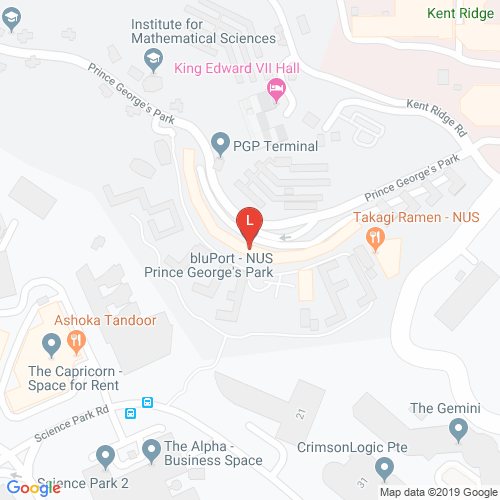 Kent Ridge
Institute for
Mathematical Sciences
King Edward VII Hall
Prince George's Park
Kent Ridge Rd
PGP Terminal
Prince George's Park
L
Takagi Ramen - NUS
bluPort - NUS
Prince George's Park
Ashoka Tandoor
The Capricorn -
Space for Rent
Science Park Rd
21
The Gemini
The Alpha -
Business Space
CrimsonLogic Pte
Science Park 2
31
Google
Map data ©2019 Google